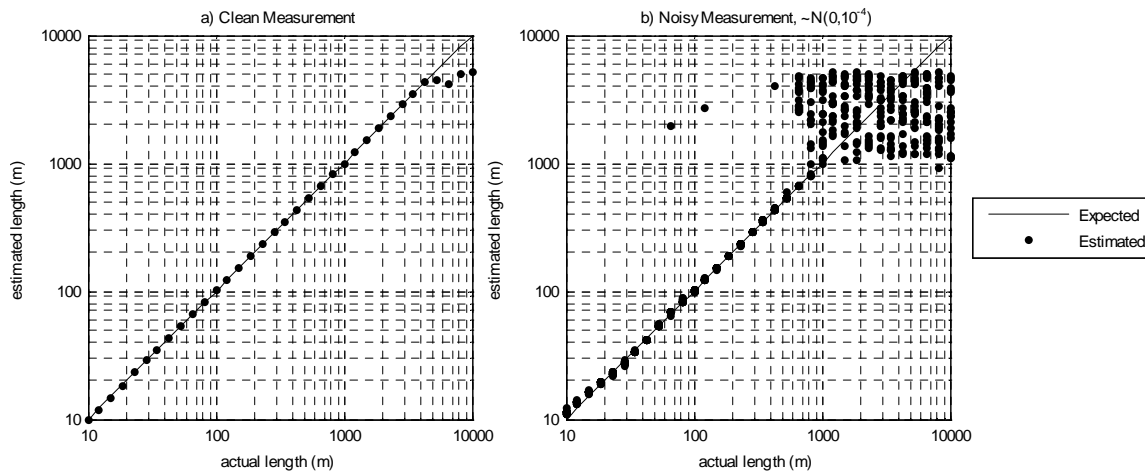 a) Clean Measurement
10000
1000
100
10
estimated length (m)
10
100
1000
10000
actual length (m)
b) Noisy Measurement, ~N(0,10⁻⁴)
10000
1000
100
10
estimated length (m)
10
100
1000
10000
actual length (m)
Expected
Estimated